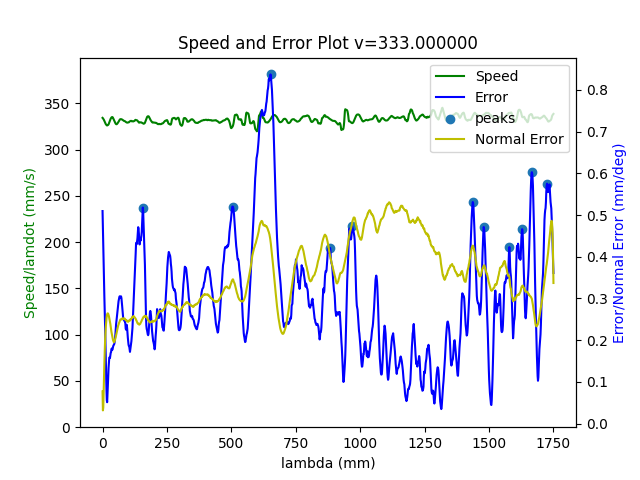 Speed and Error Plot v=333.000000
Speed
Error
peaks
Normal Error
Speed/lamdot (mm/s)
0
50
100
150
200
250
300
350
Error/Normal Error (mm/deg)
0.0
0.1
0.2
0.3
0.4
0.5
0.6
0.7
0.8
0 250 500 750 1000 1250 1500 1750
lambda (mm)